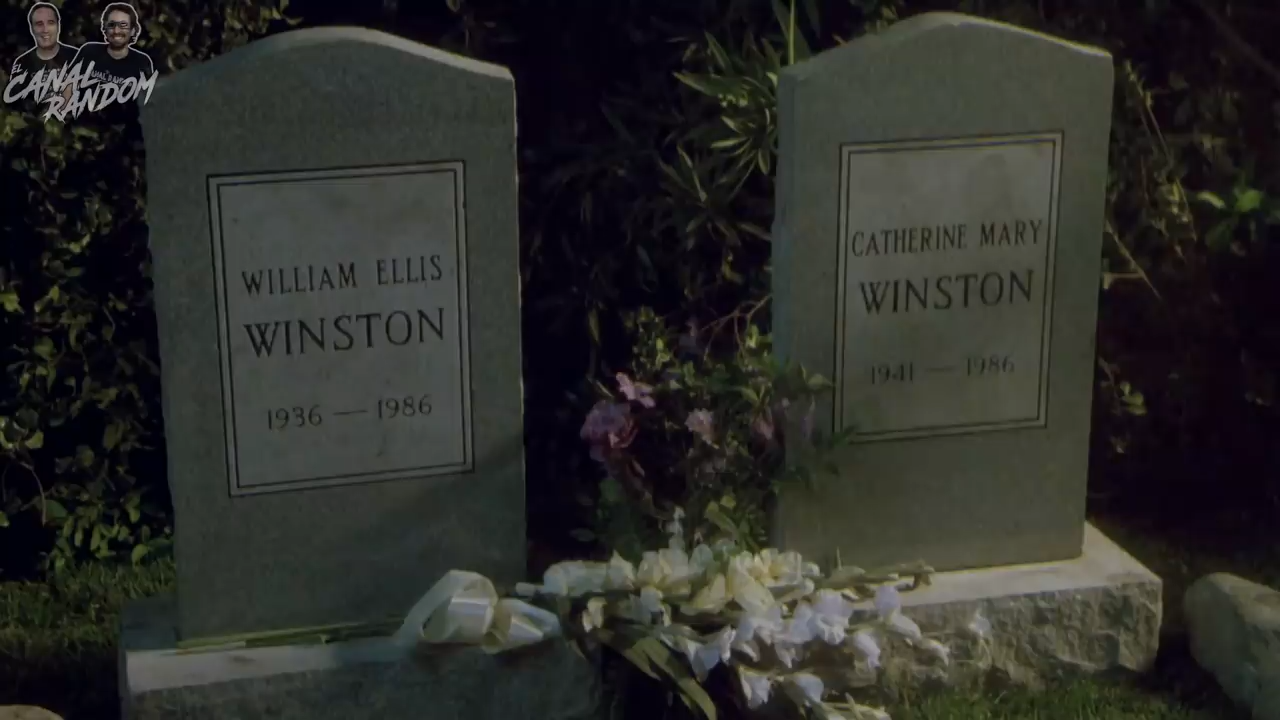 EL
CANAL
RANDOM
WILLIAM ELLIS
WINSTON
1936 — 1986
CATHERINE MARY
WINSTON
1941 — 1986